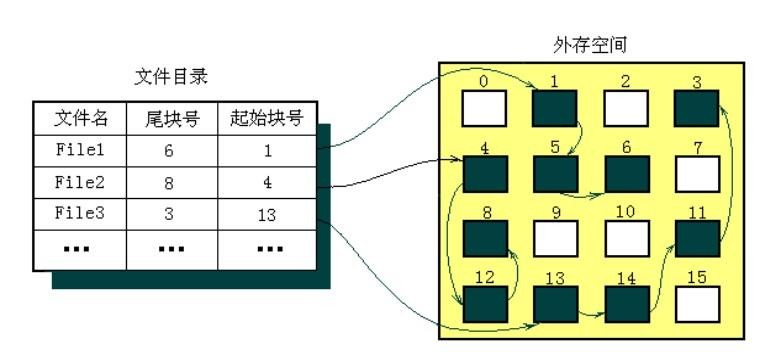 文件目录
文件名 尾块号 起始块号
File1 6 1
File2 8 4
File3 3 13
... ... ...
外存空间
0 1 2 3
4 5 6 7
8 9 10 11
12 13 14 15